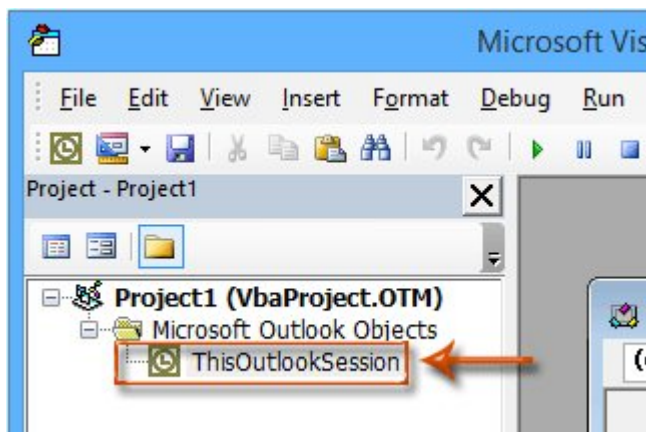 Microsoft Vis
File Edit View Insert Format Debug Run
Project - Project1
Project1 (VbaProject.OTM)
Microsoft Outlook Objects
ThisOutlookSession